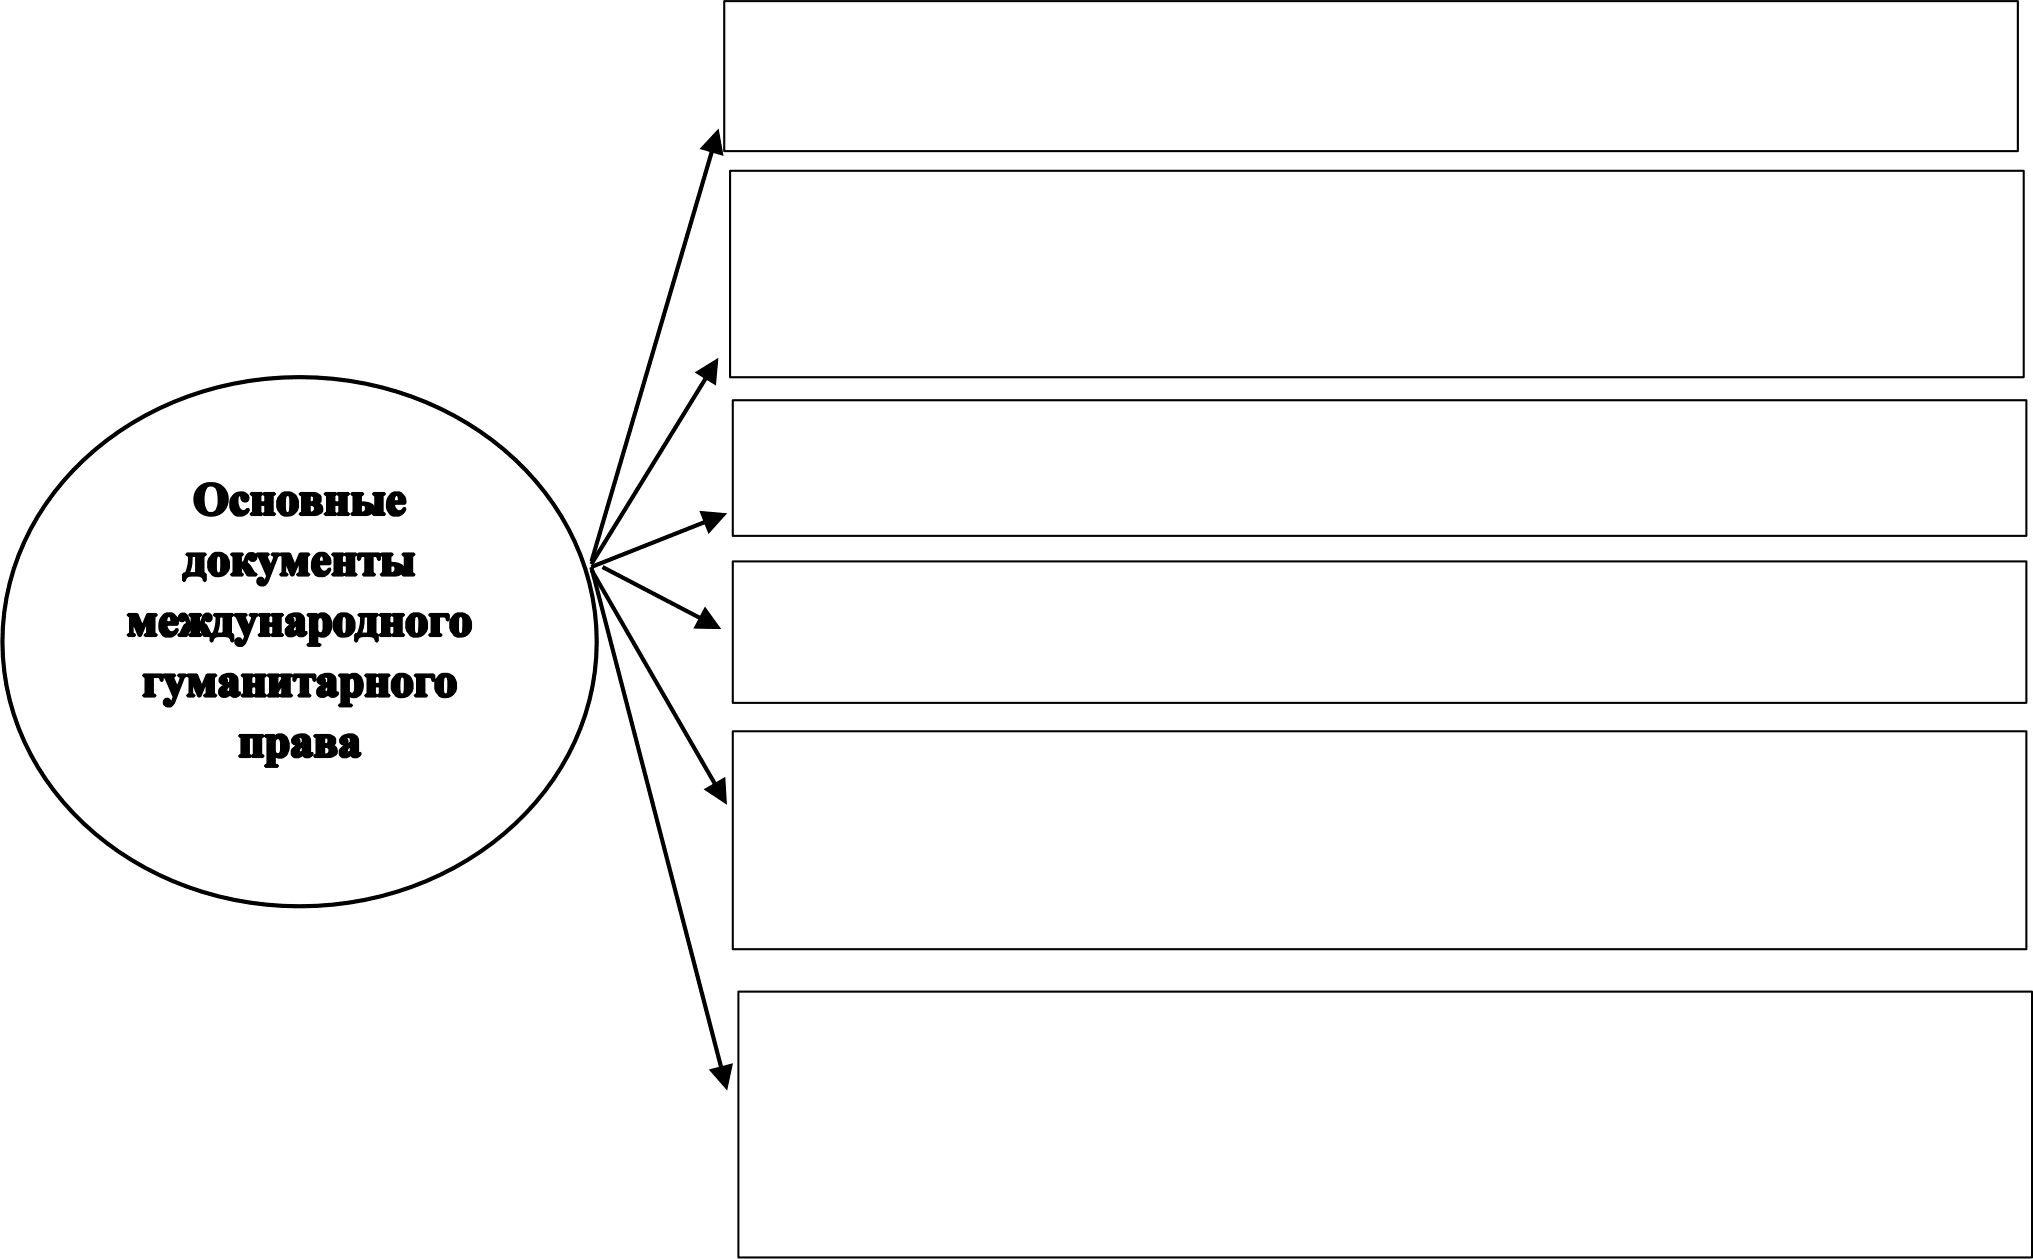 Основные
документы
международного
гуманитарного
права